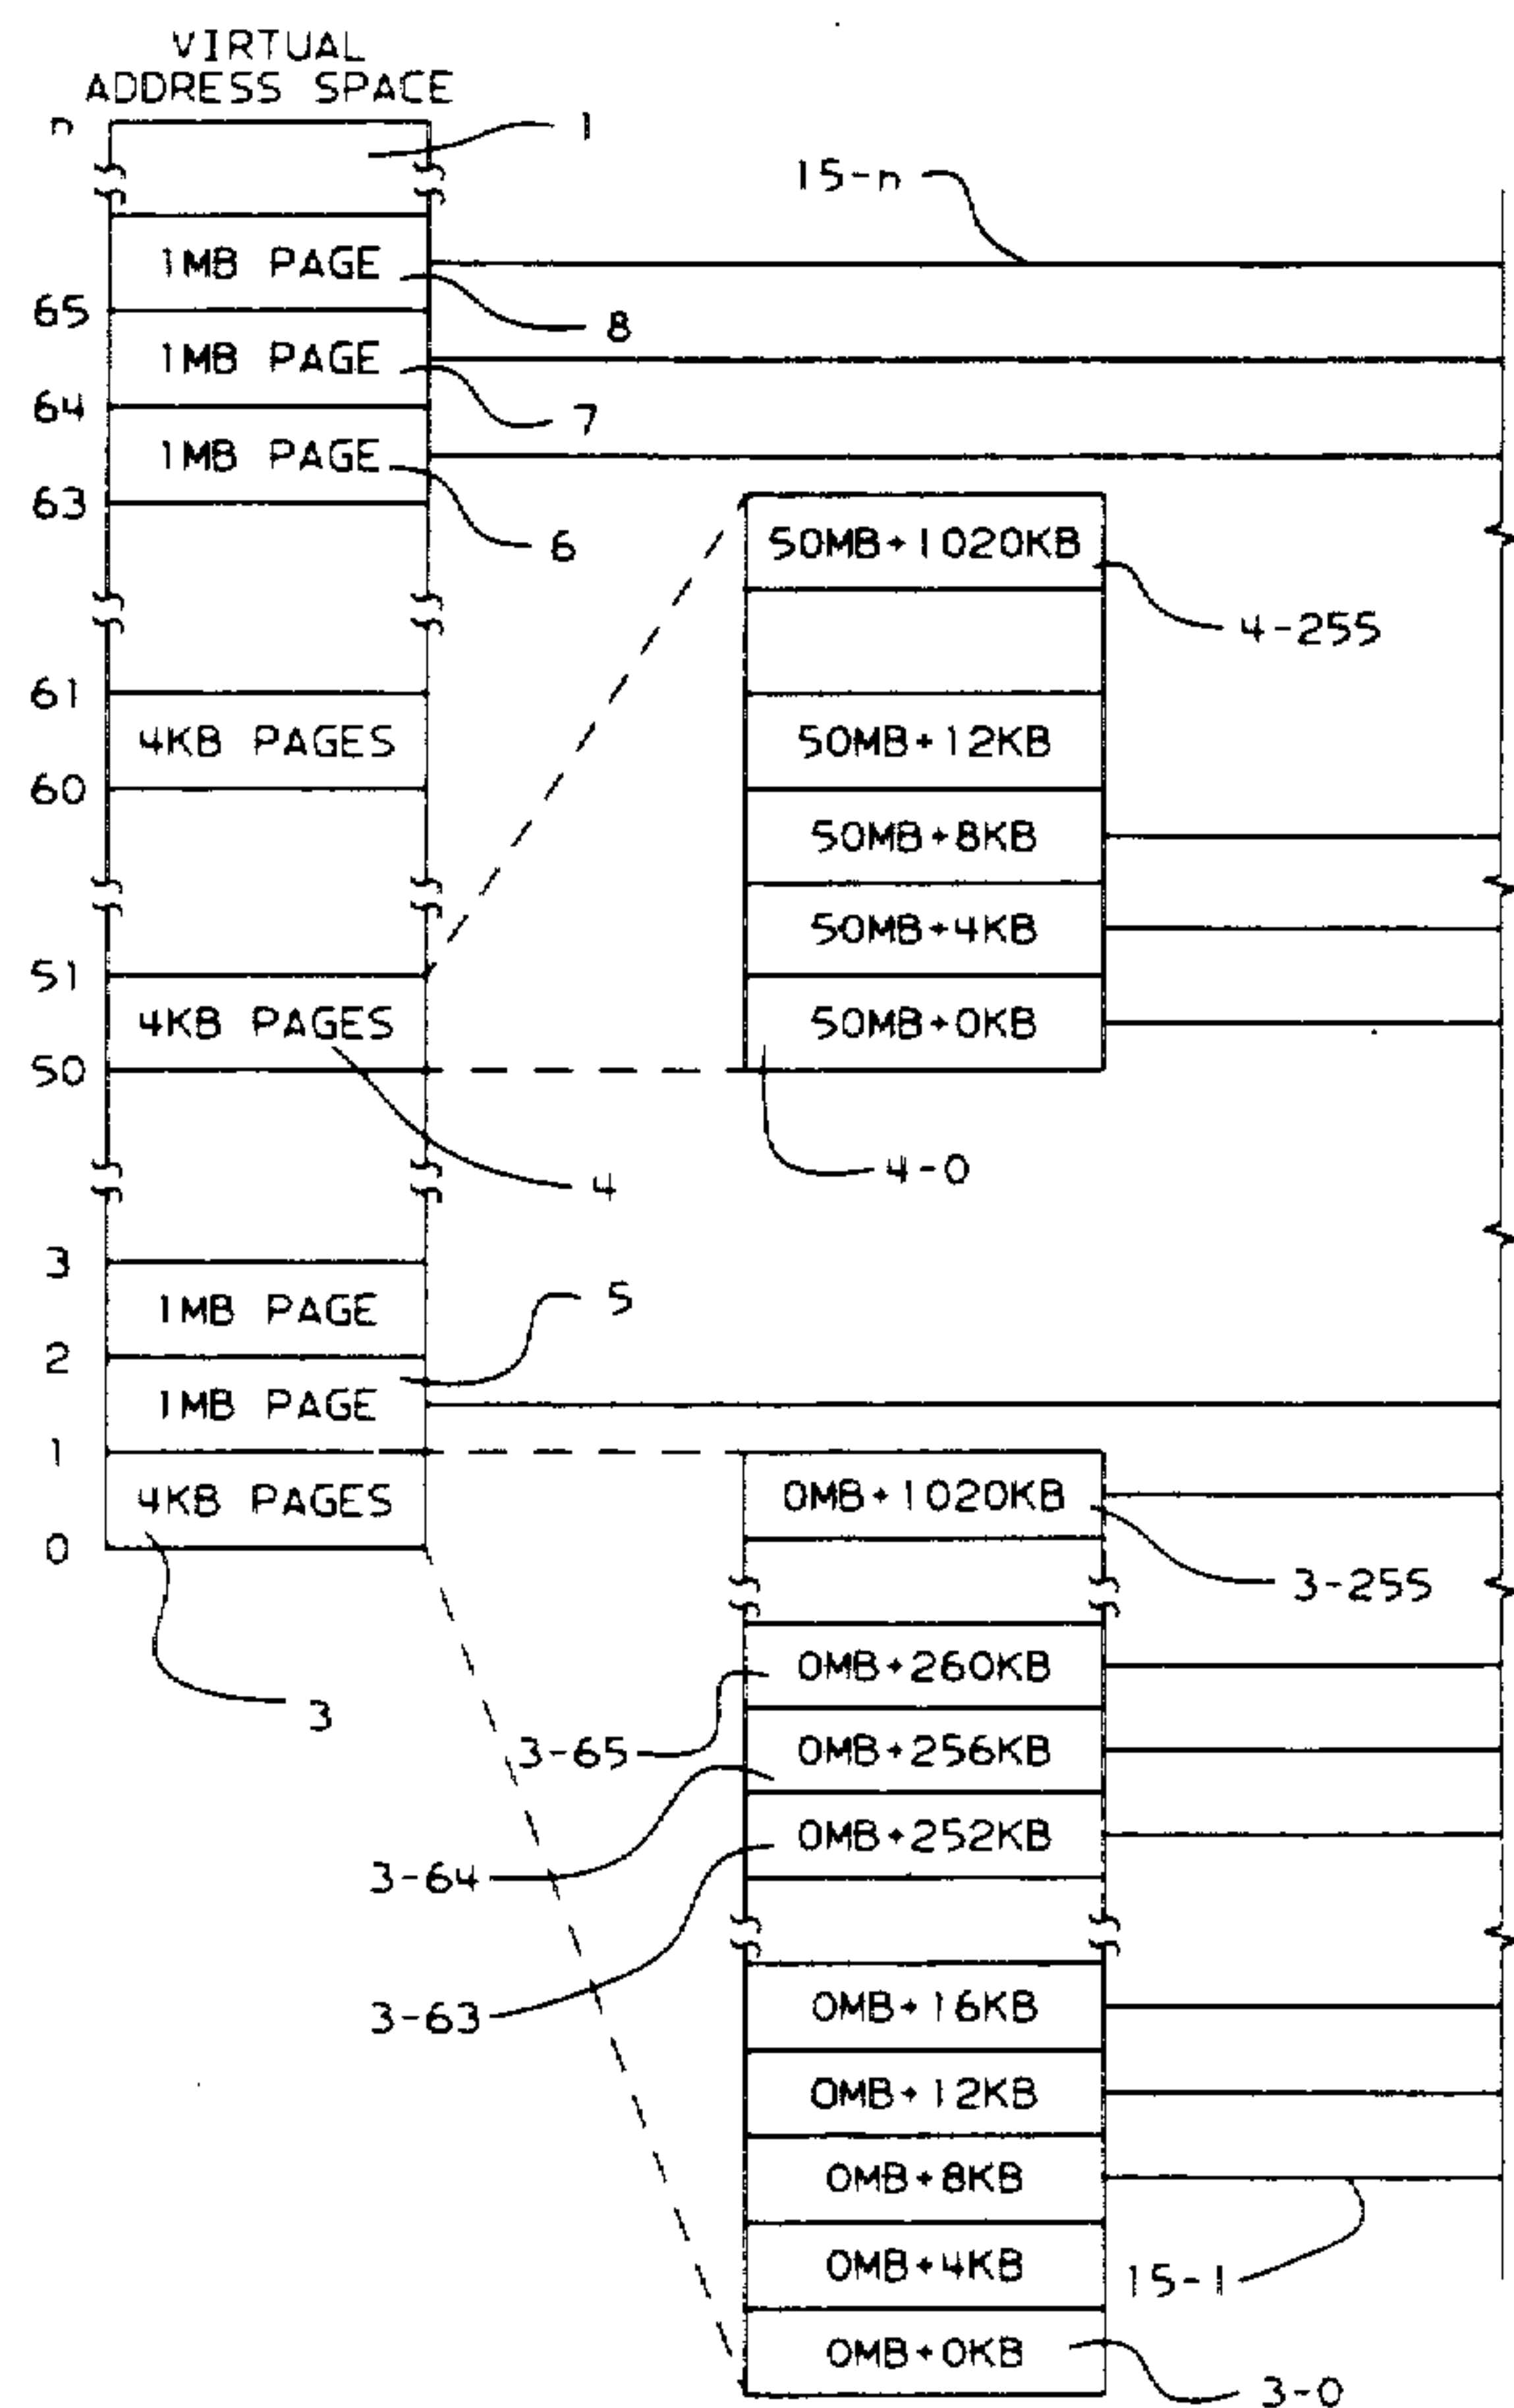 VIRTUAL
ADDRESS SPACE
n
1
15-n
1MB PAGE
8
65
1MB PAGE
7
64
1MB PAGE
6
63
50MB+1020KB
4-255
61
4KB PAGES
50MB+12KB
60
50MB+8KB
50MB+4KB
51
4KB PAGES
50MB+0KB
50
4
4-0
3
1MB PAGE
5
2
1MB PAGE
1
4KB PAGES
0MB+1020KB
0
3-255
3
0MB+260KB
3-65
0MB+256KB
0MB+252KB
3-64
3-63
0MB+16KB
0MB+12KB
0MB+8KB
0MB+4KB
15-1
0MB+0KB
3-0